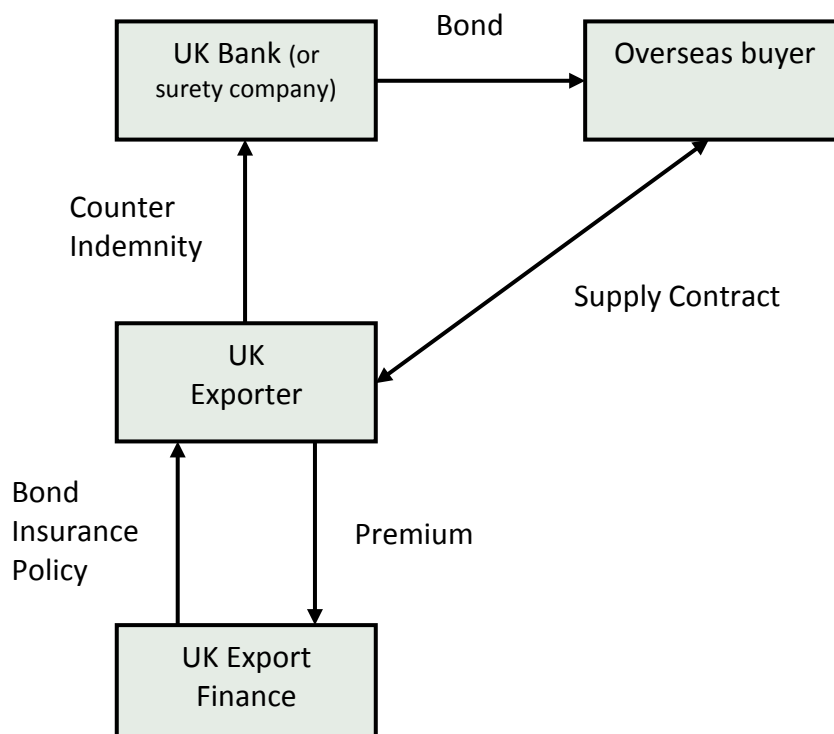 Bond
UK Bank (or
surety company)
Overseas buyer
Counter
Indemnity
Supply Contract
UK
Exporter
Bond
Insurance
Policy
Premium
UK Export
Finance